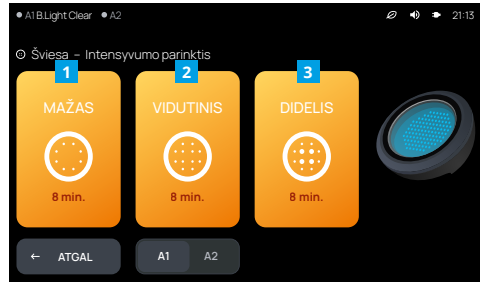 A1 B.Light Clear A2 21:13
Šviesa – Intensyvumo parinktis
1 2 3
MAŽAS VIDUTINIS DIDELIS
8 min. 8 min. 8 min.
← ATGAL A1 A2